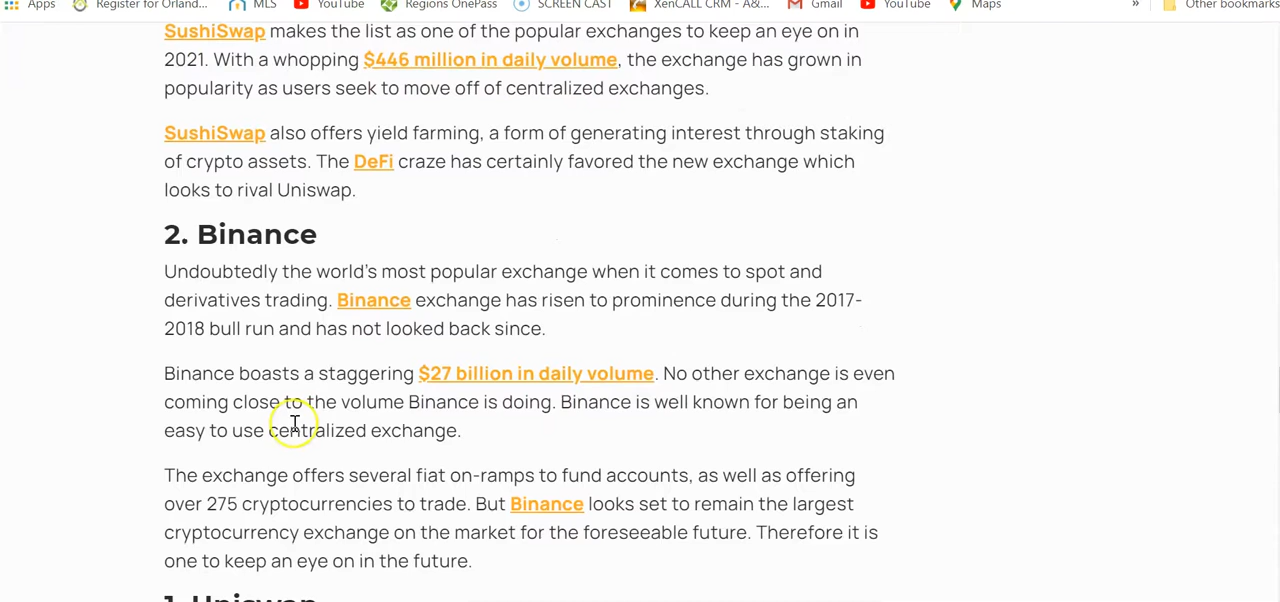 Apps Register for Orland... MLS YouTube Regions OnePass SCREEN CAST XenCALL CRM - A&... Gmail YouTube Maps » Other bookmarks
SushiSwap makes the list as one of the popular exchanges to keep an eye on in
2021. With a whopping $446 million in daily volume, the exchange has grown in
popularity as users seek to move off of centralized exchanges.
SushiSwap also offers yield farming, a form of generating interest through staking
of crypto assets. The DeFi craze has certainly favored the new exchange which
looks to rival Uniswap.
2. Binance
Undoubtedly the world's most popular exchange when it comes to spot and
derivatives trading. Binance exchange has risen to prominence during the 2017-
2018 bull run and has not looked back since.
Binance boasts a staggering $27 billion in daily volume. No other exchange is even
coming close to the volume Binance is doing. Binance is well known for being an
easy to use centralized exchange.
The exchange offers several fiat on-ramps to fund accounts, as well as offering
over 275 cryptocurrencies to trade. But Binance looks set to remain the largest
cryptocurrency exchange on the market for the foreseeable future. Therefore it is
one to keep an eye on in the future.
1. Uniswap